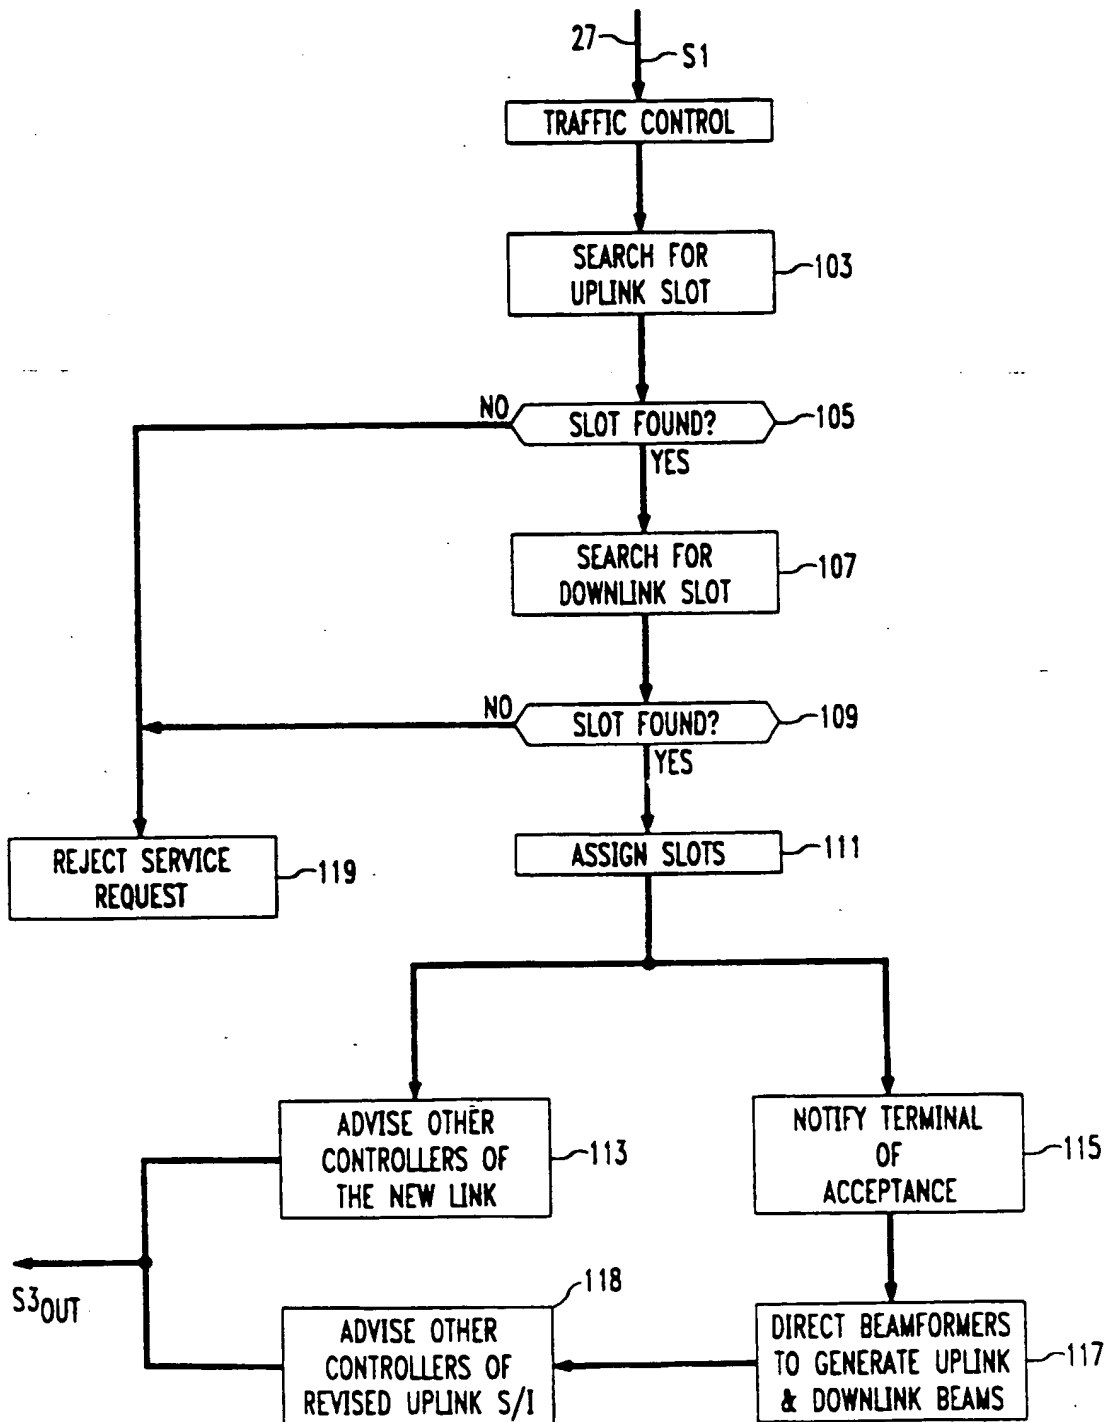 27
S1
TRAFFIC CONTROL
SEARCH FOR
UPLINK SLOT
103
NO
SLOT FOUND?
105
YES
SEARCH FOR
DOWNLINK SLOT
107
NO
SLOT FOUND?
109
YES
ASSIGN SLOTS
111
REJECT SERVICE
REQUEST
119
ADVISE OTHER
CONTROLLERS OF
THE NEW LINK
113
NOTIFY TERMINAL
OF
ACCEPTANCE
115
S3OUT
118
ADVISE OTHER
CONTROLLERS OF
REVISED UPLINK S/I
DIRECT BEAMFORMERS
TO GENERATE UPLINK
& DOWNLINK BEAMS
117